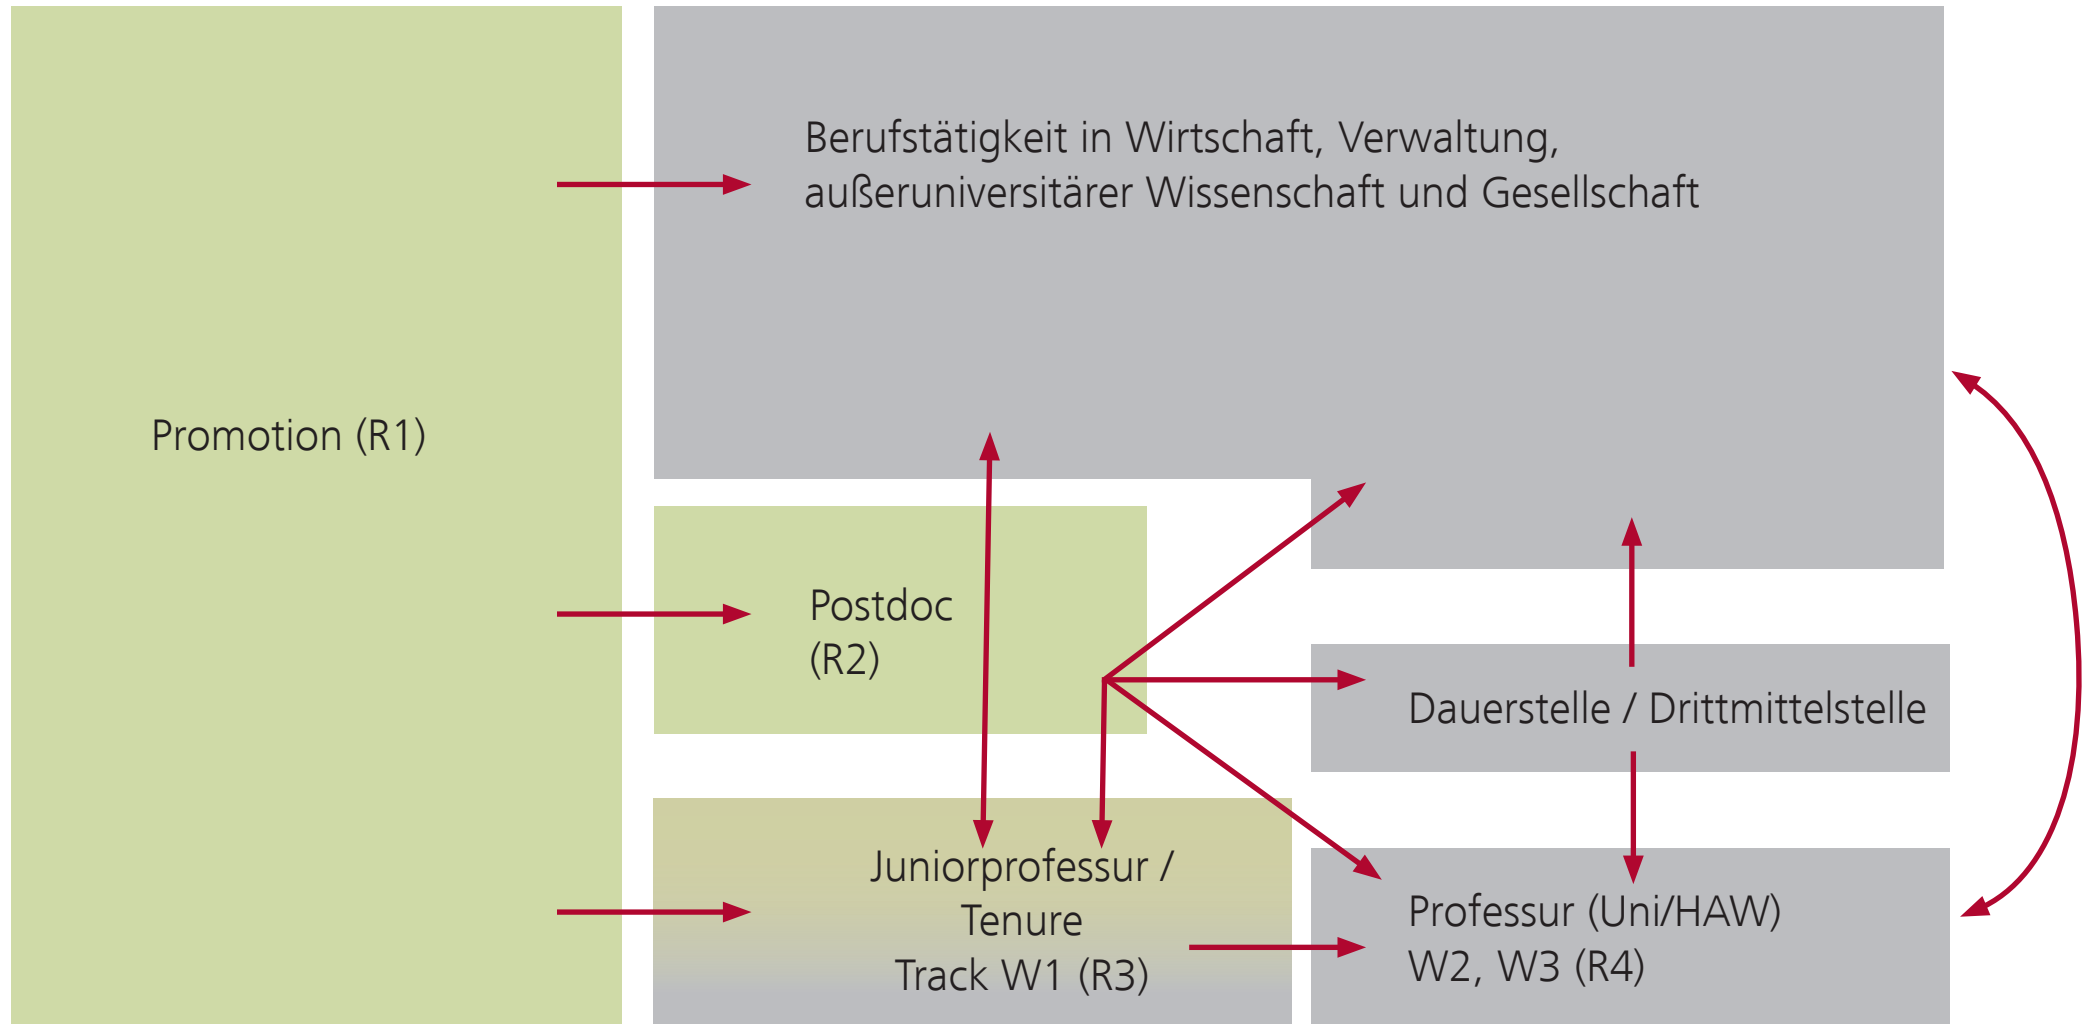 Berufstätigkeit in Wirtschaft, Verwaltung,
außeruniversitärer Wissenschaft und Gesellschaft
Promotion (R1)
Postdoc
(R2)
Dauerstelle / Drittmittelstelle
Juniorprofessur /
Tenure
Track W1 (R3)
Professur (Uni/HAW)
W2, W3 (R4)